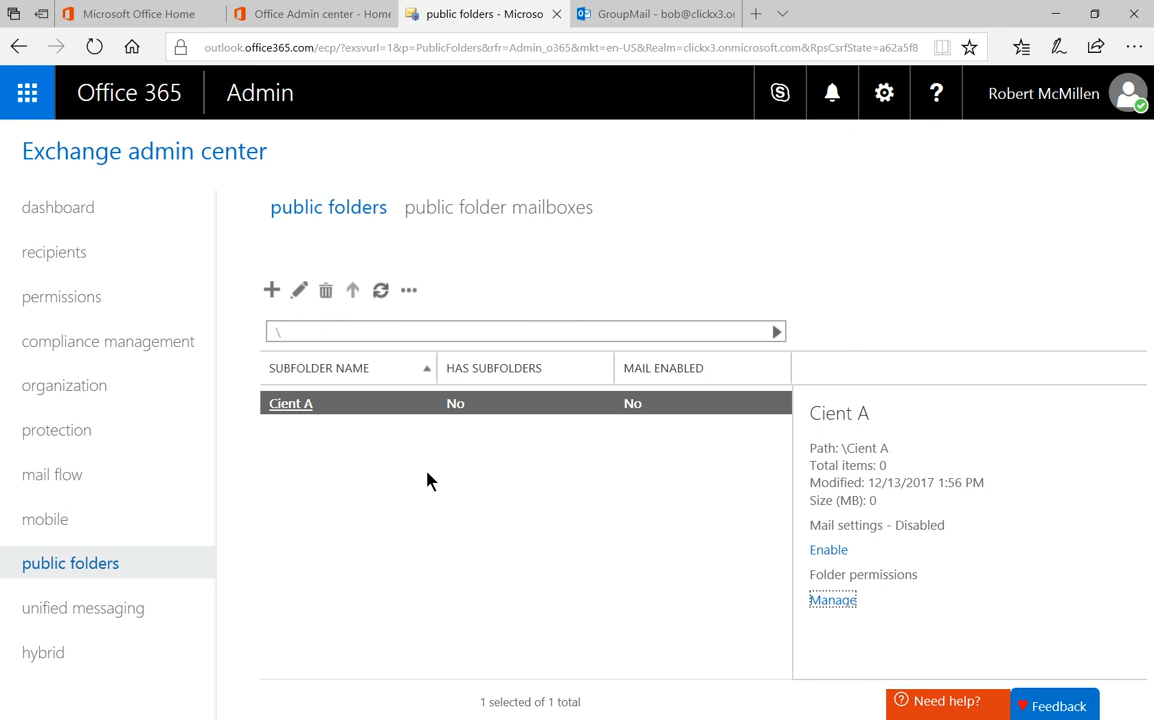 Microsoft Office Home
Office Admin center - Home
public folders - Microso
GroupMail - bob@clickx3.or
outlook.office365.com/ecp/?exsvurl=1&p=PublicFolders&rfr=Admin_o365&mkt=en-US&Realm=clickx3.onmicrosoft.com&RpsCsrfState=a62a5f8
Office 365
Admin
Robert McMillen
Exchange admin center
dashboard
recipients
permissions
compliance management
organization
protection
mail flow
mobile
public folders
unified messaging
hybrid
public folders
public folder mailboxes
\
SUBFOLDER NAME
HAS SUBFOLDERS
MAIL ENABLED
Cient A
No
No
Cient A
Path: \Cient A
Total items: 0
Modified: 12/13/2017 1:56 PM
Size (MB): 0
Mail settings - Disabled
Enable
Folder permissions
Manage
1 selected of 1 total
Need help?
Feedback